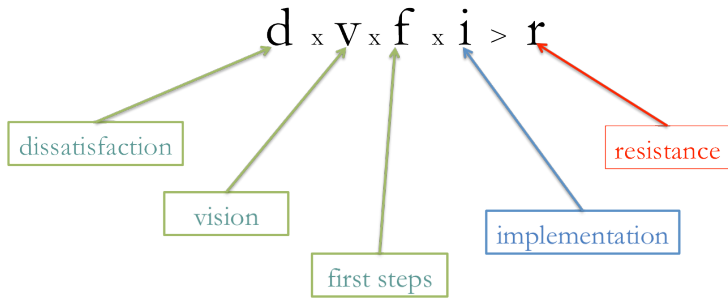 d x v x f x i > r
dissatisfaction
resistance
vision
implementation
first steps